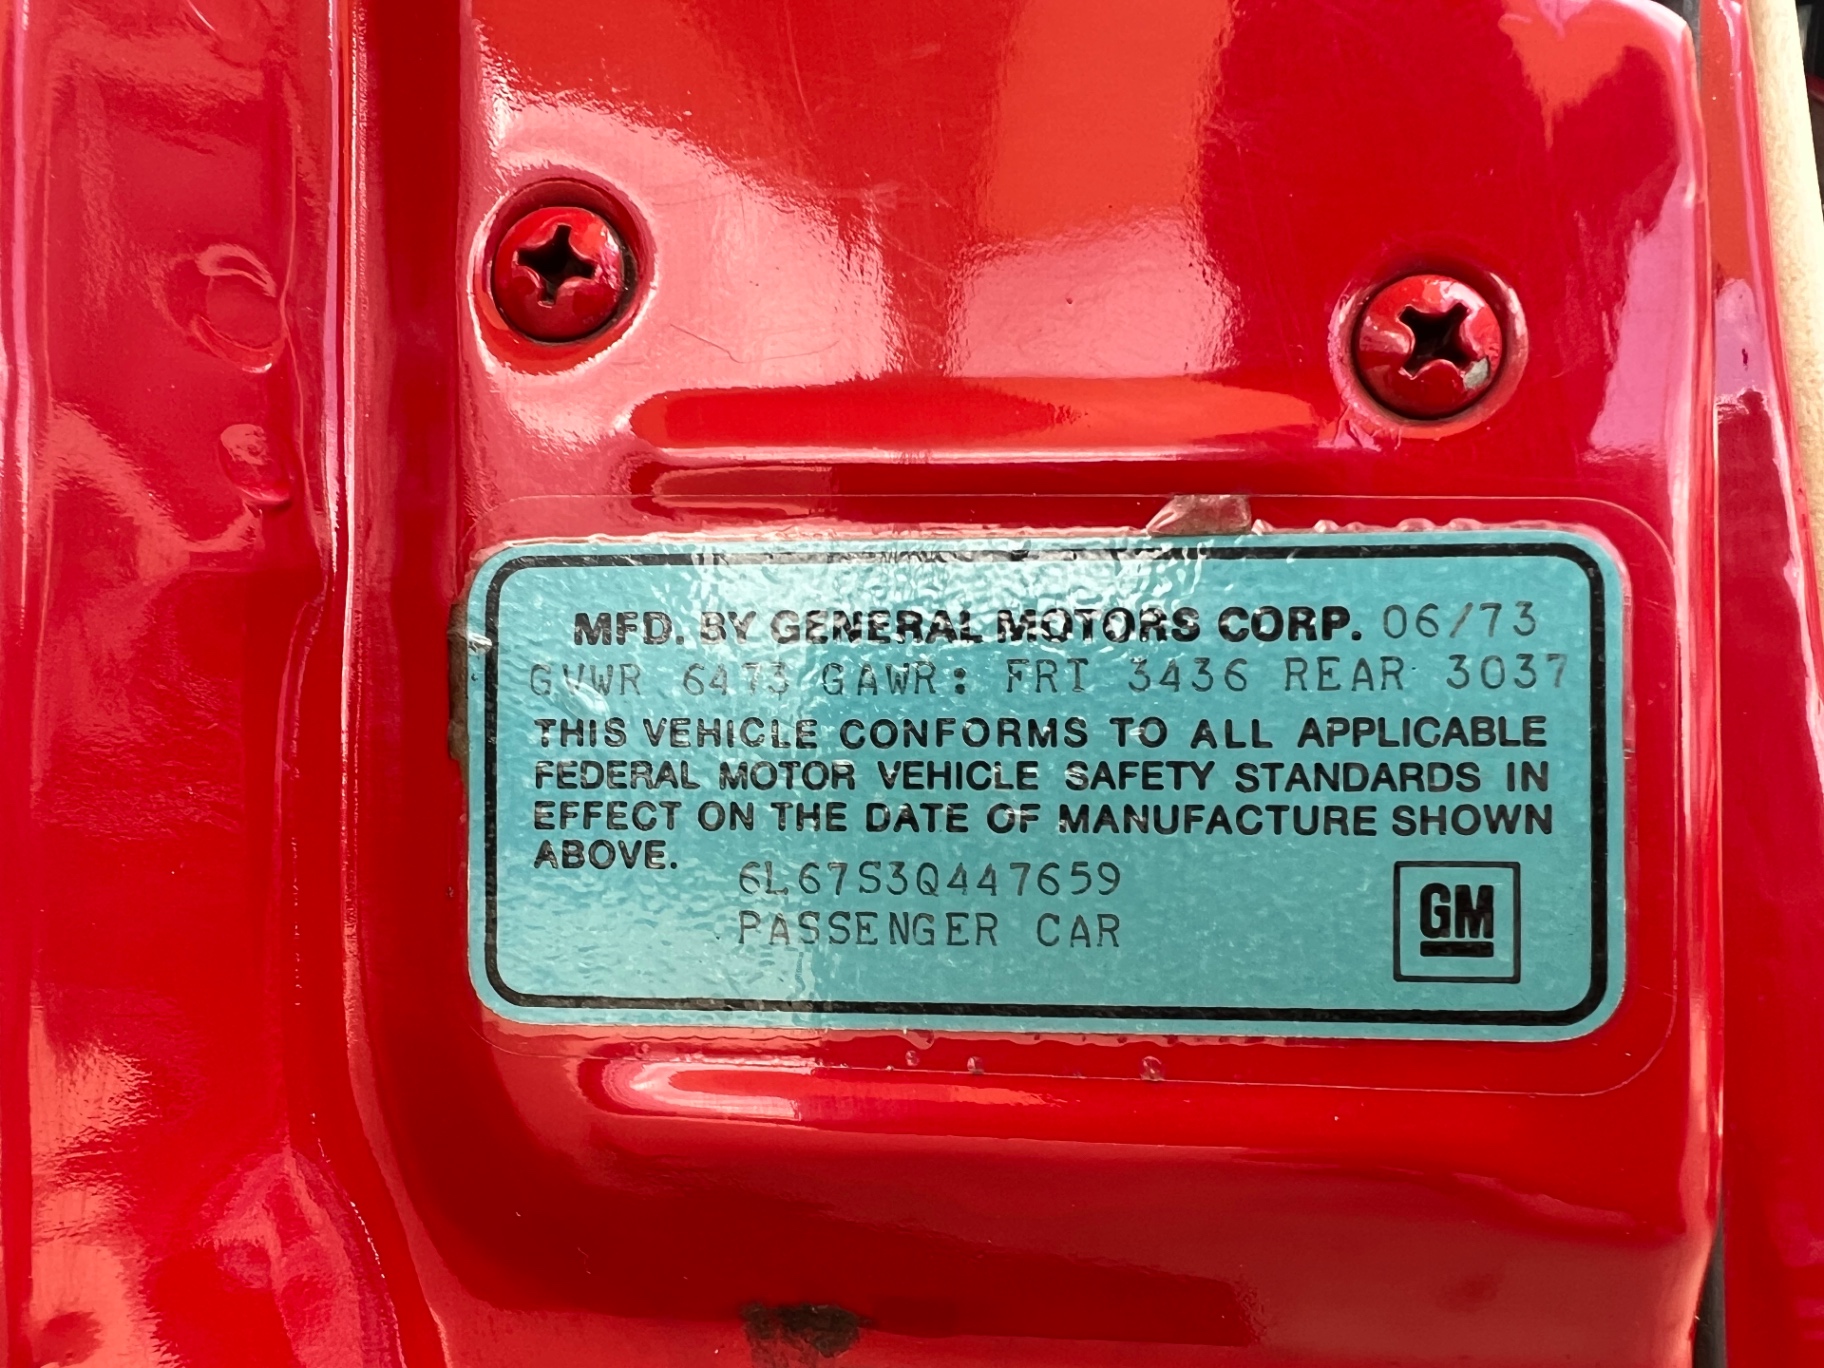 MFD. BY GENERAL MOTORS CORP. 06/73
GVWR 6473 GAWR: FRT 3436 REAR 3037
THIS VEHICLE CONFORMS TO ALL APPLICABLE
FEDERAL MOTOR VEHICLE SAFETY STANDARDS IN
EFFECT ON THE DATE OF MANUFACTURE SHOWN
ABOVE.
6L67S3Q447659
PASSENGER CAR
GM